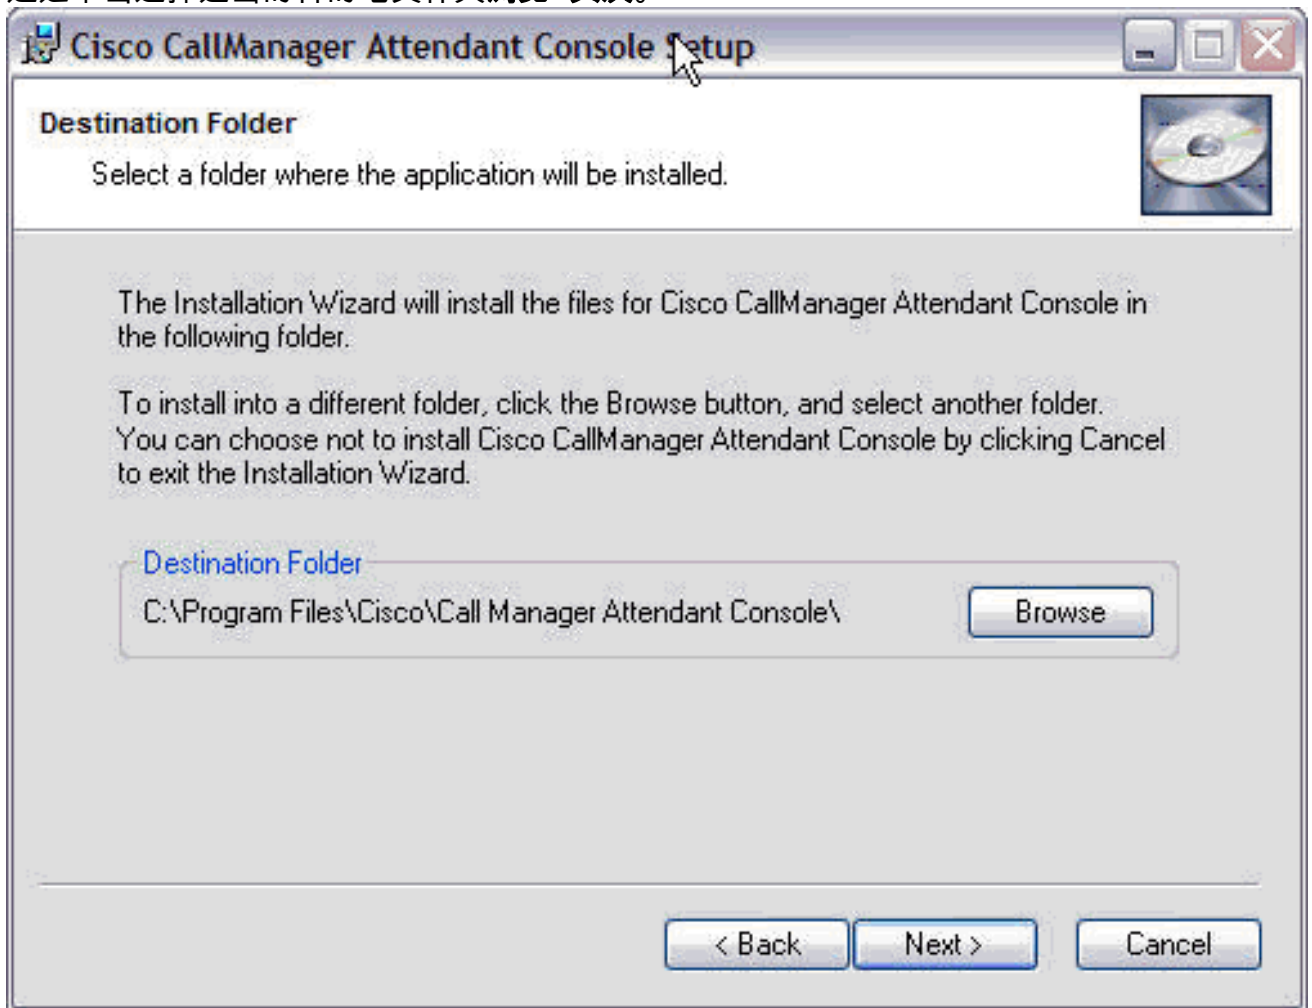 Cisco CallManager Attendant Console Setup
Destination Folder
Select a folder where the application will be installed.
The Installation Wizard will install the files for Cisco CallManager Attendant Console in
the following folder.
To install into a different folder, click the Browse button, and select another folder.
You can choose not to install Cisco CallManager Attendant Console by clicking Cancel
to exit the Installation Wizard.
Destination Folder
C:\Program Files\Cisco\Call Manager Attendant Console\
Browse
< Back
Next >
Cancel